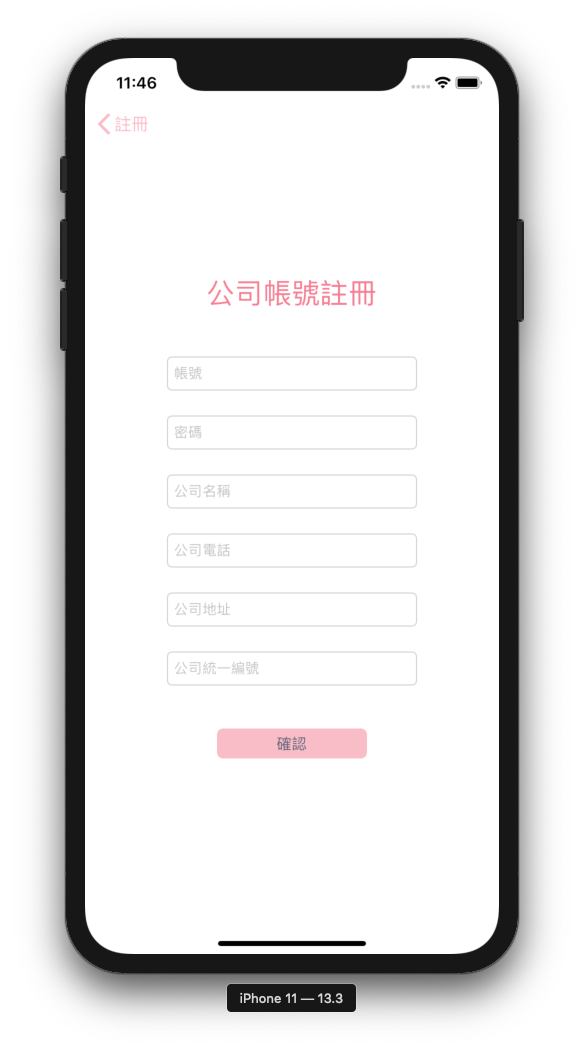 11:46
註冊
公司帳號註冊
帳號
密碼
公司名稱
公司電話
公司地址
公司統一編號
確認
iPhone 11 — 13.3